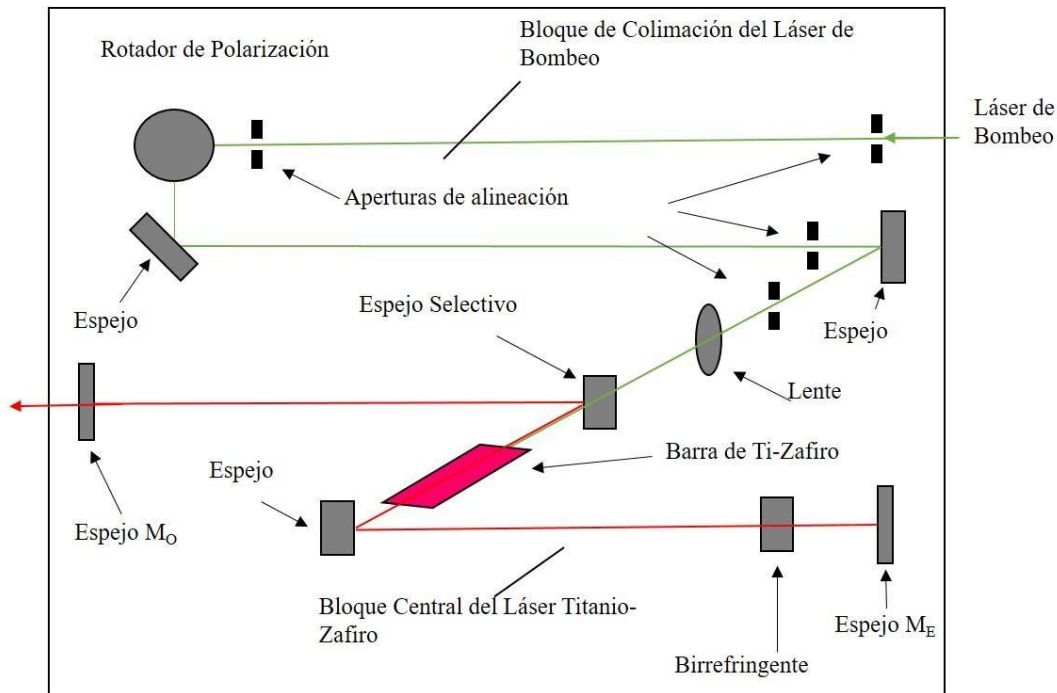 Rotador de Polarización
Bloque de Colimación del Láser de
Bombeo
Láser de
Bombeo
Aperturas de alineación
Espejo
Espejo Selectivo
Espejo
Lente
Barra de Ti-Zafiro
Espejo
Espejo MO
Bloque Central del Láser Titanio-
Zafiro
Espejo ME
Birrefringente